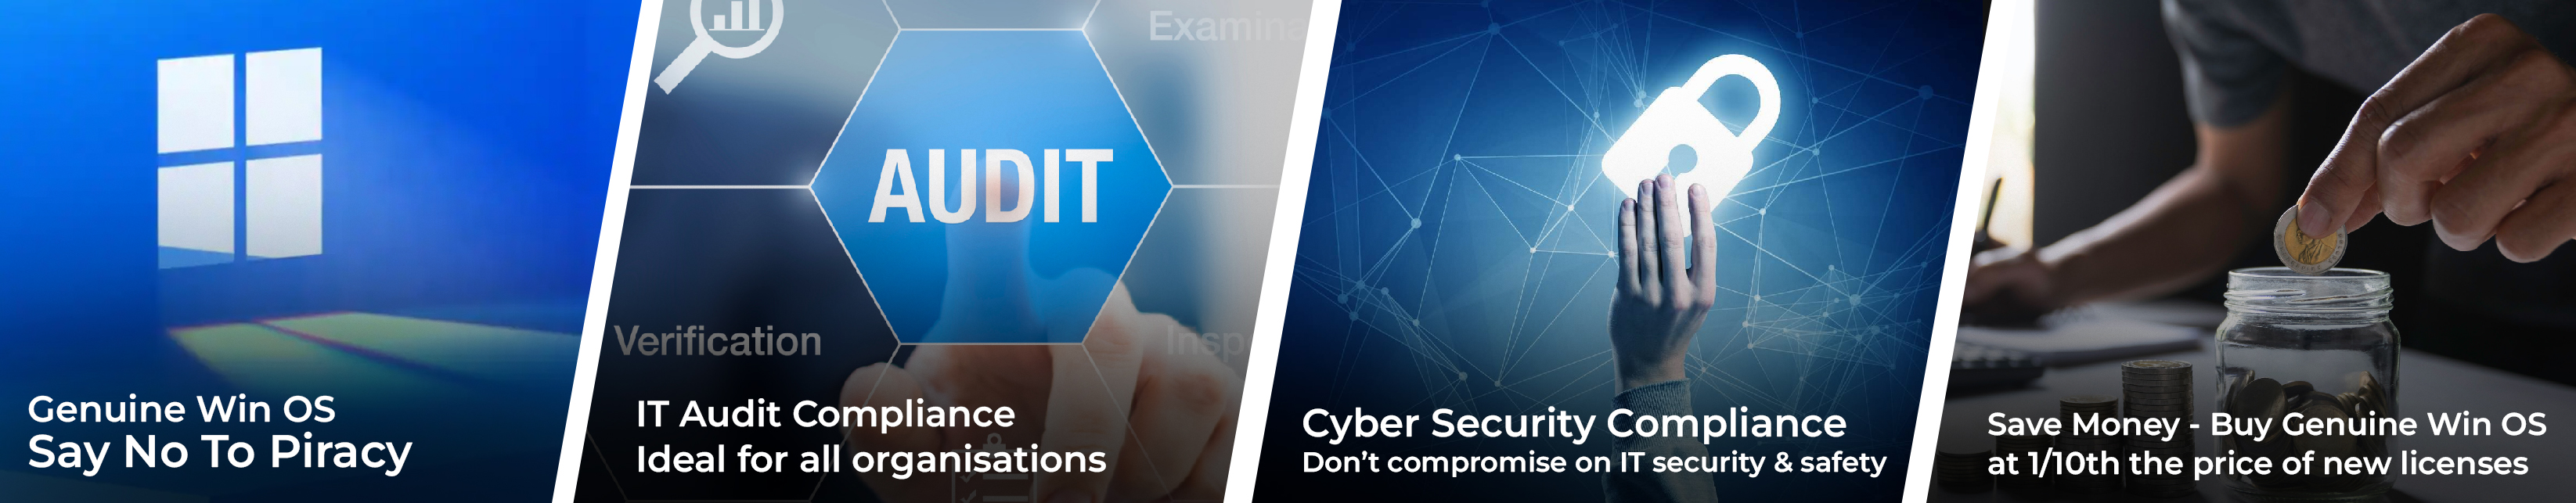 Genuine Win OS
Say No To Piracy
AUDIT
Verification
IT Audit Compliance
Ideal for all organisations
Cyber Security Compliance
Don't compromise on IT security & safety
Save Money - Buy Genuine Win OS
at 1/10th the price of new licenses